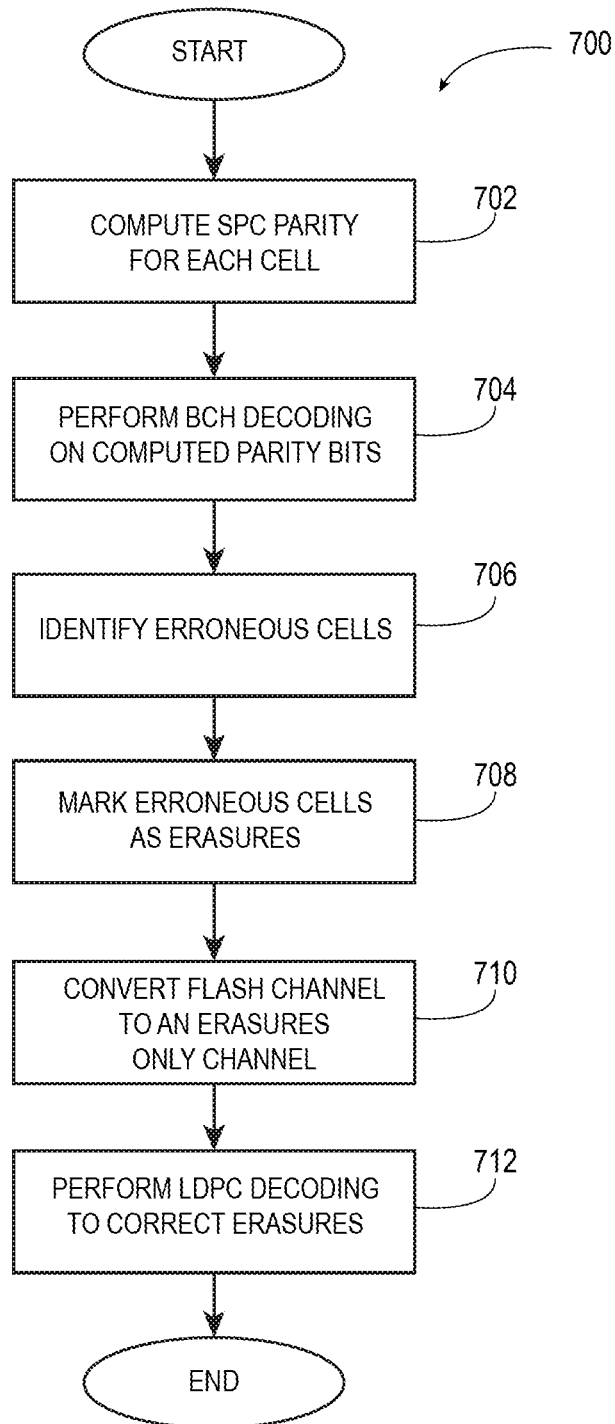 START
700
COMPUTE SPC PARITY
FOR EACH CELL
702
PERFORM BCH DECODING
ON COMPUTED PARITY BITS
704
IDENTIFY ERRONEOUS CELLS
706
MARK ERRONEOUS CELLS
AS ERASURES
708
CONVERT FLASH CHANNEL
TO AN ERASURES
ONLY CHANNEL
710
PERFORM LDPC DECODING
TO CORRECT ERASURES
712
END